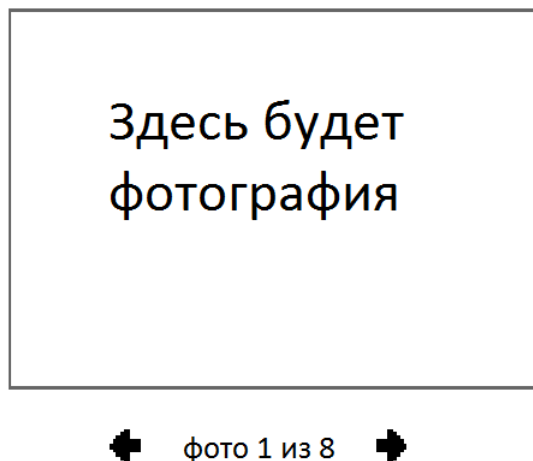 Здесь будет
фотография
фото 1 из 8